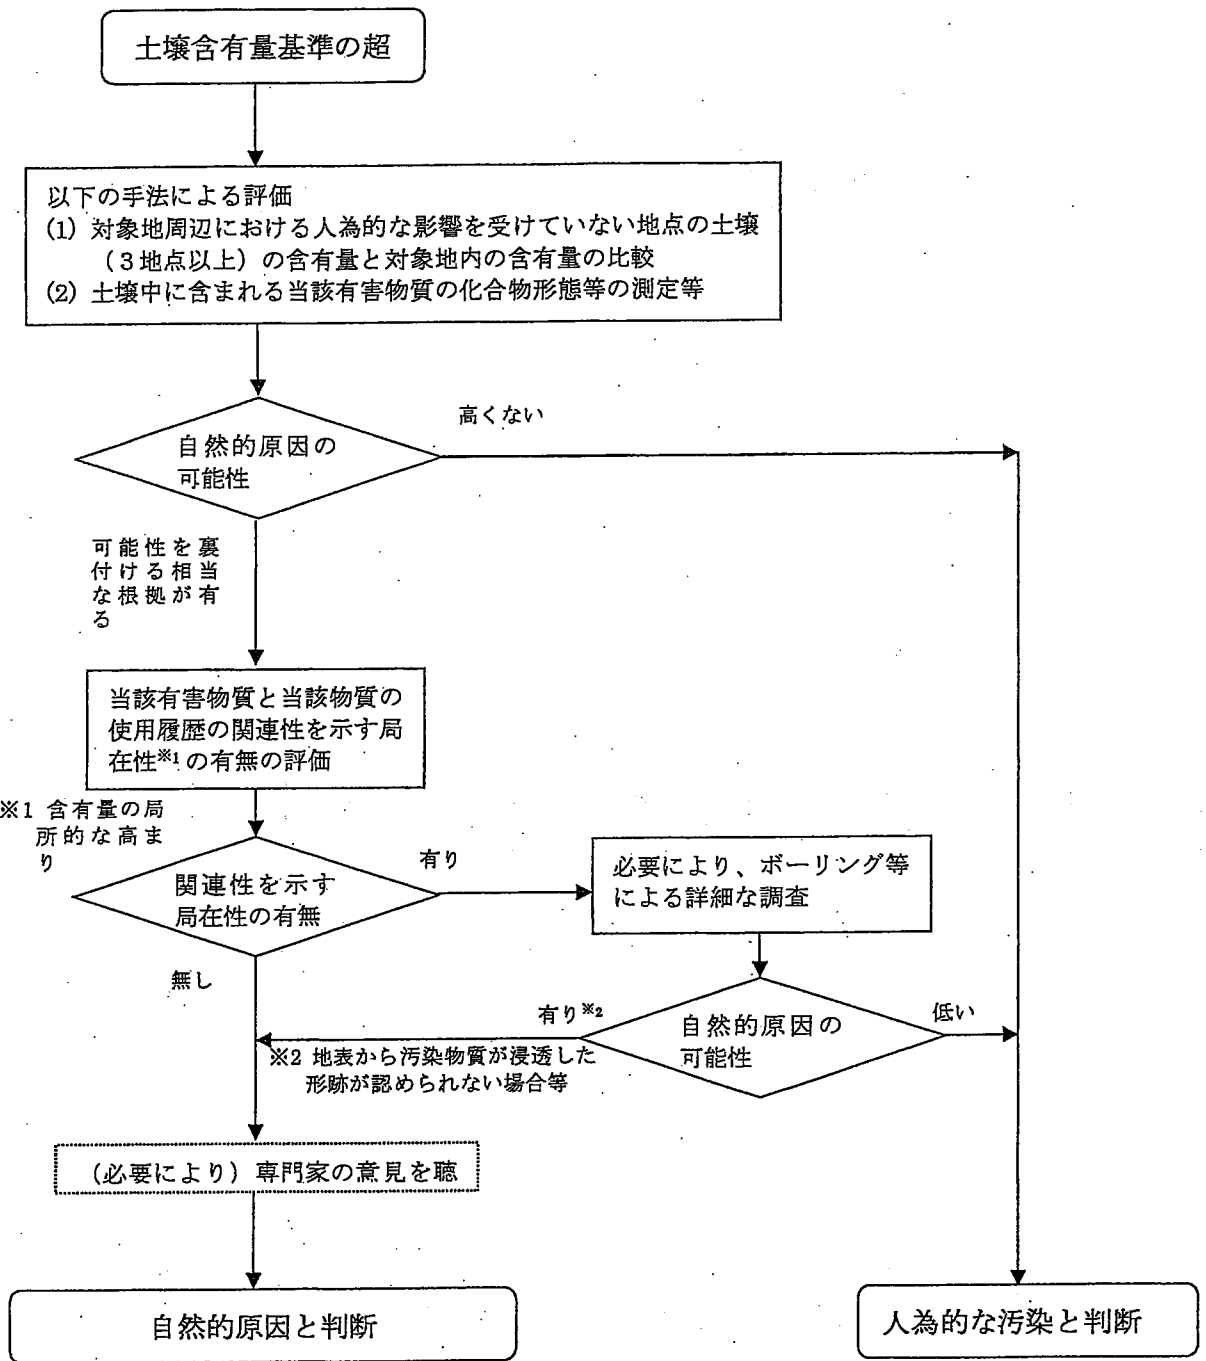 土壌含有量基準の超
以下の手法による評価
(1) 対象地周辺における人為的な影響を受けていない地点の土壌
（３地点以上）の含有量と対象地内の含有量の比較
(2) 土壌中に含まれる当該有害物質の化合物形態等の測定等
自然的原因の
可能性
高くない
可能性を裏
付ける相当
な根拠が有
る
当該有害物質と当該物質の
使用履歴の関連性を示す局
在性※1の有無の評価
※1 含有量の局
所的な高ま
り
関連性を示す
局在性の有無
有り
必要により、ボーリング等
による詳細な調査
無し
有り※2
自然的原因の
可能性
低い
※2 地表から汚染物質が浸透した
形跡が認められない場合等
（必要により）専門家の意見を聴
自然的原因と判断
人為的な汚染と判断